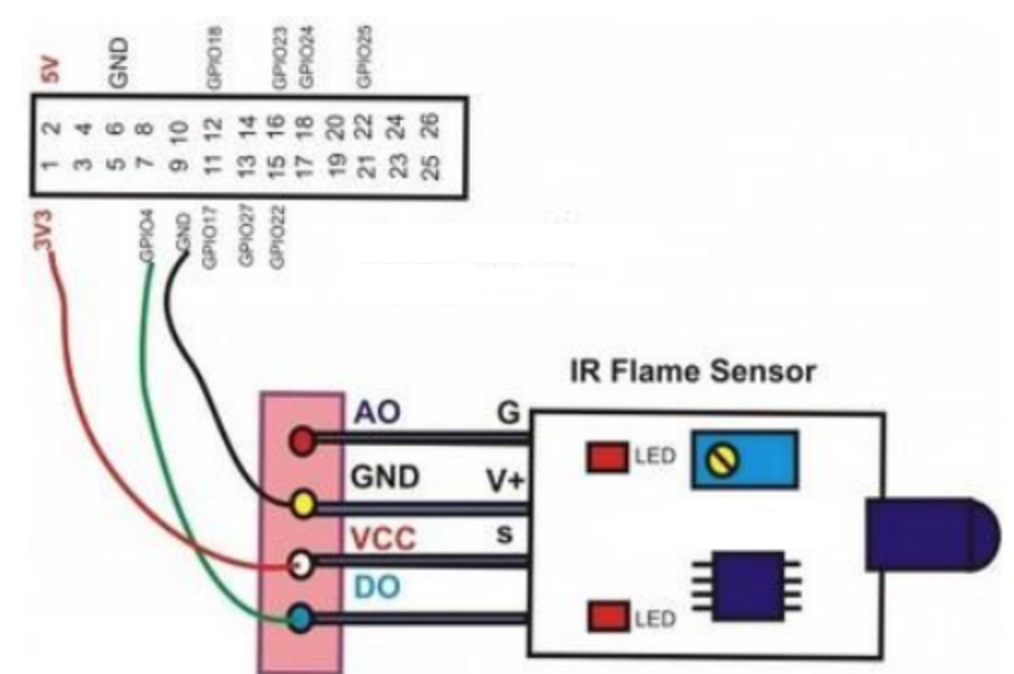 5V GND GPIO18 GPIO23 GPIO24 GPIO25
2 4 6 8 10 12 14 16 18 20 22 24 26
1 3 5 7 9 11 13 15 17 19 21 23 25
3V3 GPIO4 GND GPIO17 GPIO27 GPIO22
IR Flame Sensor
AO G
LED
GND V+
VCC s
DO
LED